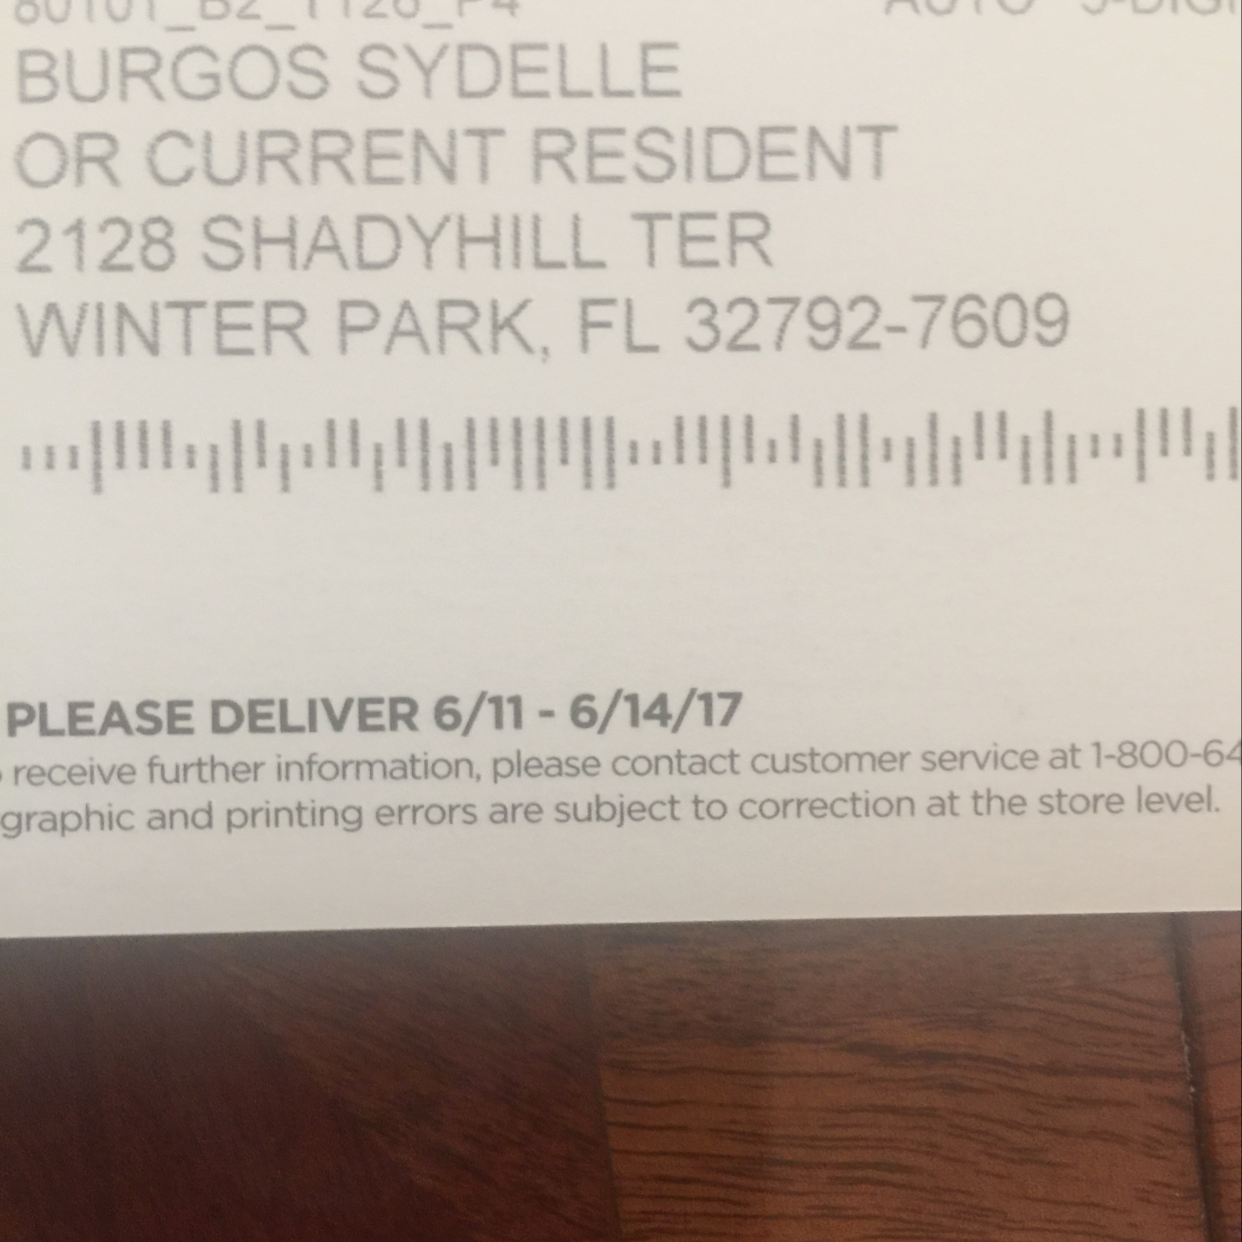 BURGOS SYDELLE
OR CURRENT RESIDENT
2128 SHADYHILL TER
WINTER PARK, FL 32792-7609
PLEASE DELIVER 6/11 - 6/14/17
receive further information, please contact customer service at 1-800-64
graphic and printing errors are subject to correction at the store level.